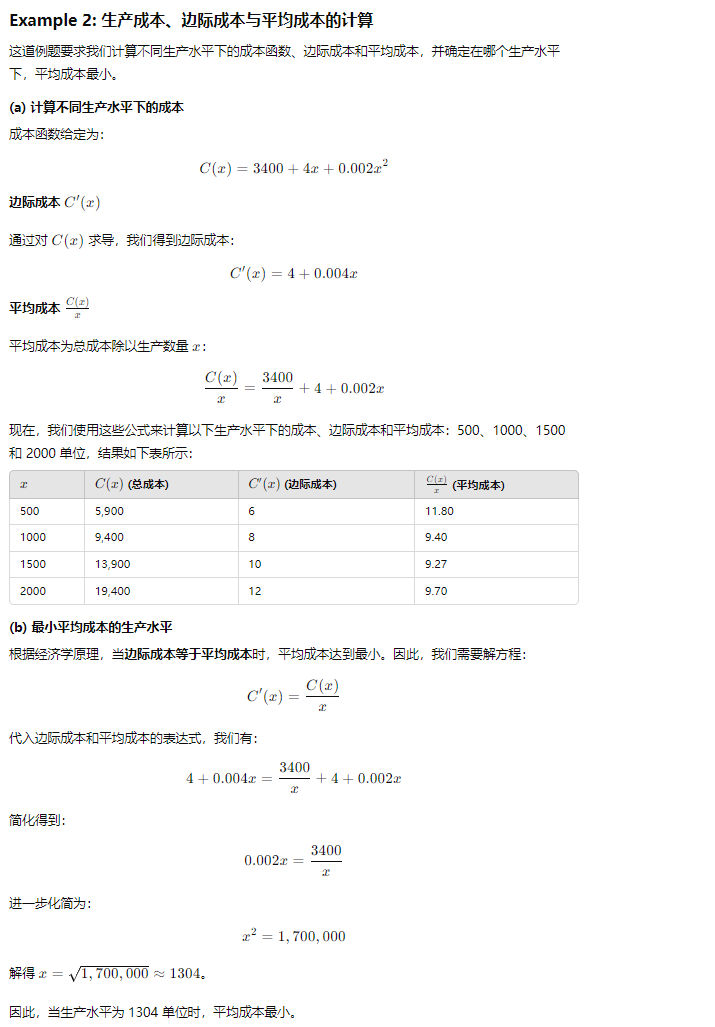 Example 2: 生产成本、边际成本与平均成本的计算
这道例题要求我们计算不同生产水平下的成本函数、边际成本和平均成本，并确定在哪个生产水平
下，平均成本最小。
(a) 计算不同生产水平下的成本
成本函数给定为：
C(x) = 3400 + 4x + 0.002x²
边际成本 C′(x)
通过对 C(x) 求导，我们得到边际成本：
C′(x) = 4 + 0.004x
平均成本 C(x)/x
平均成本为总成本除以生产数量 x：
C(x)/x = 3400/x + 4 + 0.002x
现在，我们使用这些公式来计算以下生产水平下的成本、边际成本和平均成本：500、1000、1500
和 2000 单位，结果如下表所示：
x C(x) (总成本) C′(x) (边际成本) C(x)/x (平均成本)
500 5,900 6 11.80
1000 9,400 8 9.40
1500 13,900 10 9.27
2000 19,400 12 9.70
(b) 最小平均成本的生产水平
根据经济学原理，当边际成本等于平均成本时，平均成本达到最小。因此，我们需要解方程：
C′(x) = C(x)/x
代入边际成本和平均成本的表达式，我们有：
4 + 0.004x = 3400/x + 4 + 0.002x
简化得到：
0.002x = 3400/x
进一步化简为：
x² = 1,700,000
解得 x = √1,700,000 ≈ 1304。
因此，当生产水平为 1304 单位时，平均成本最小。